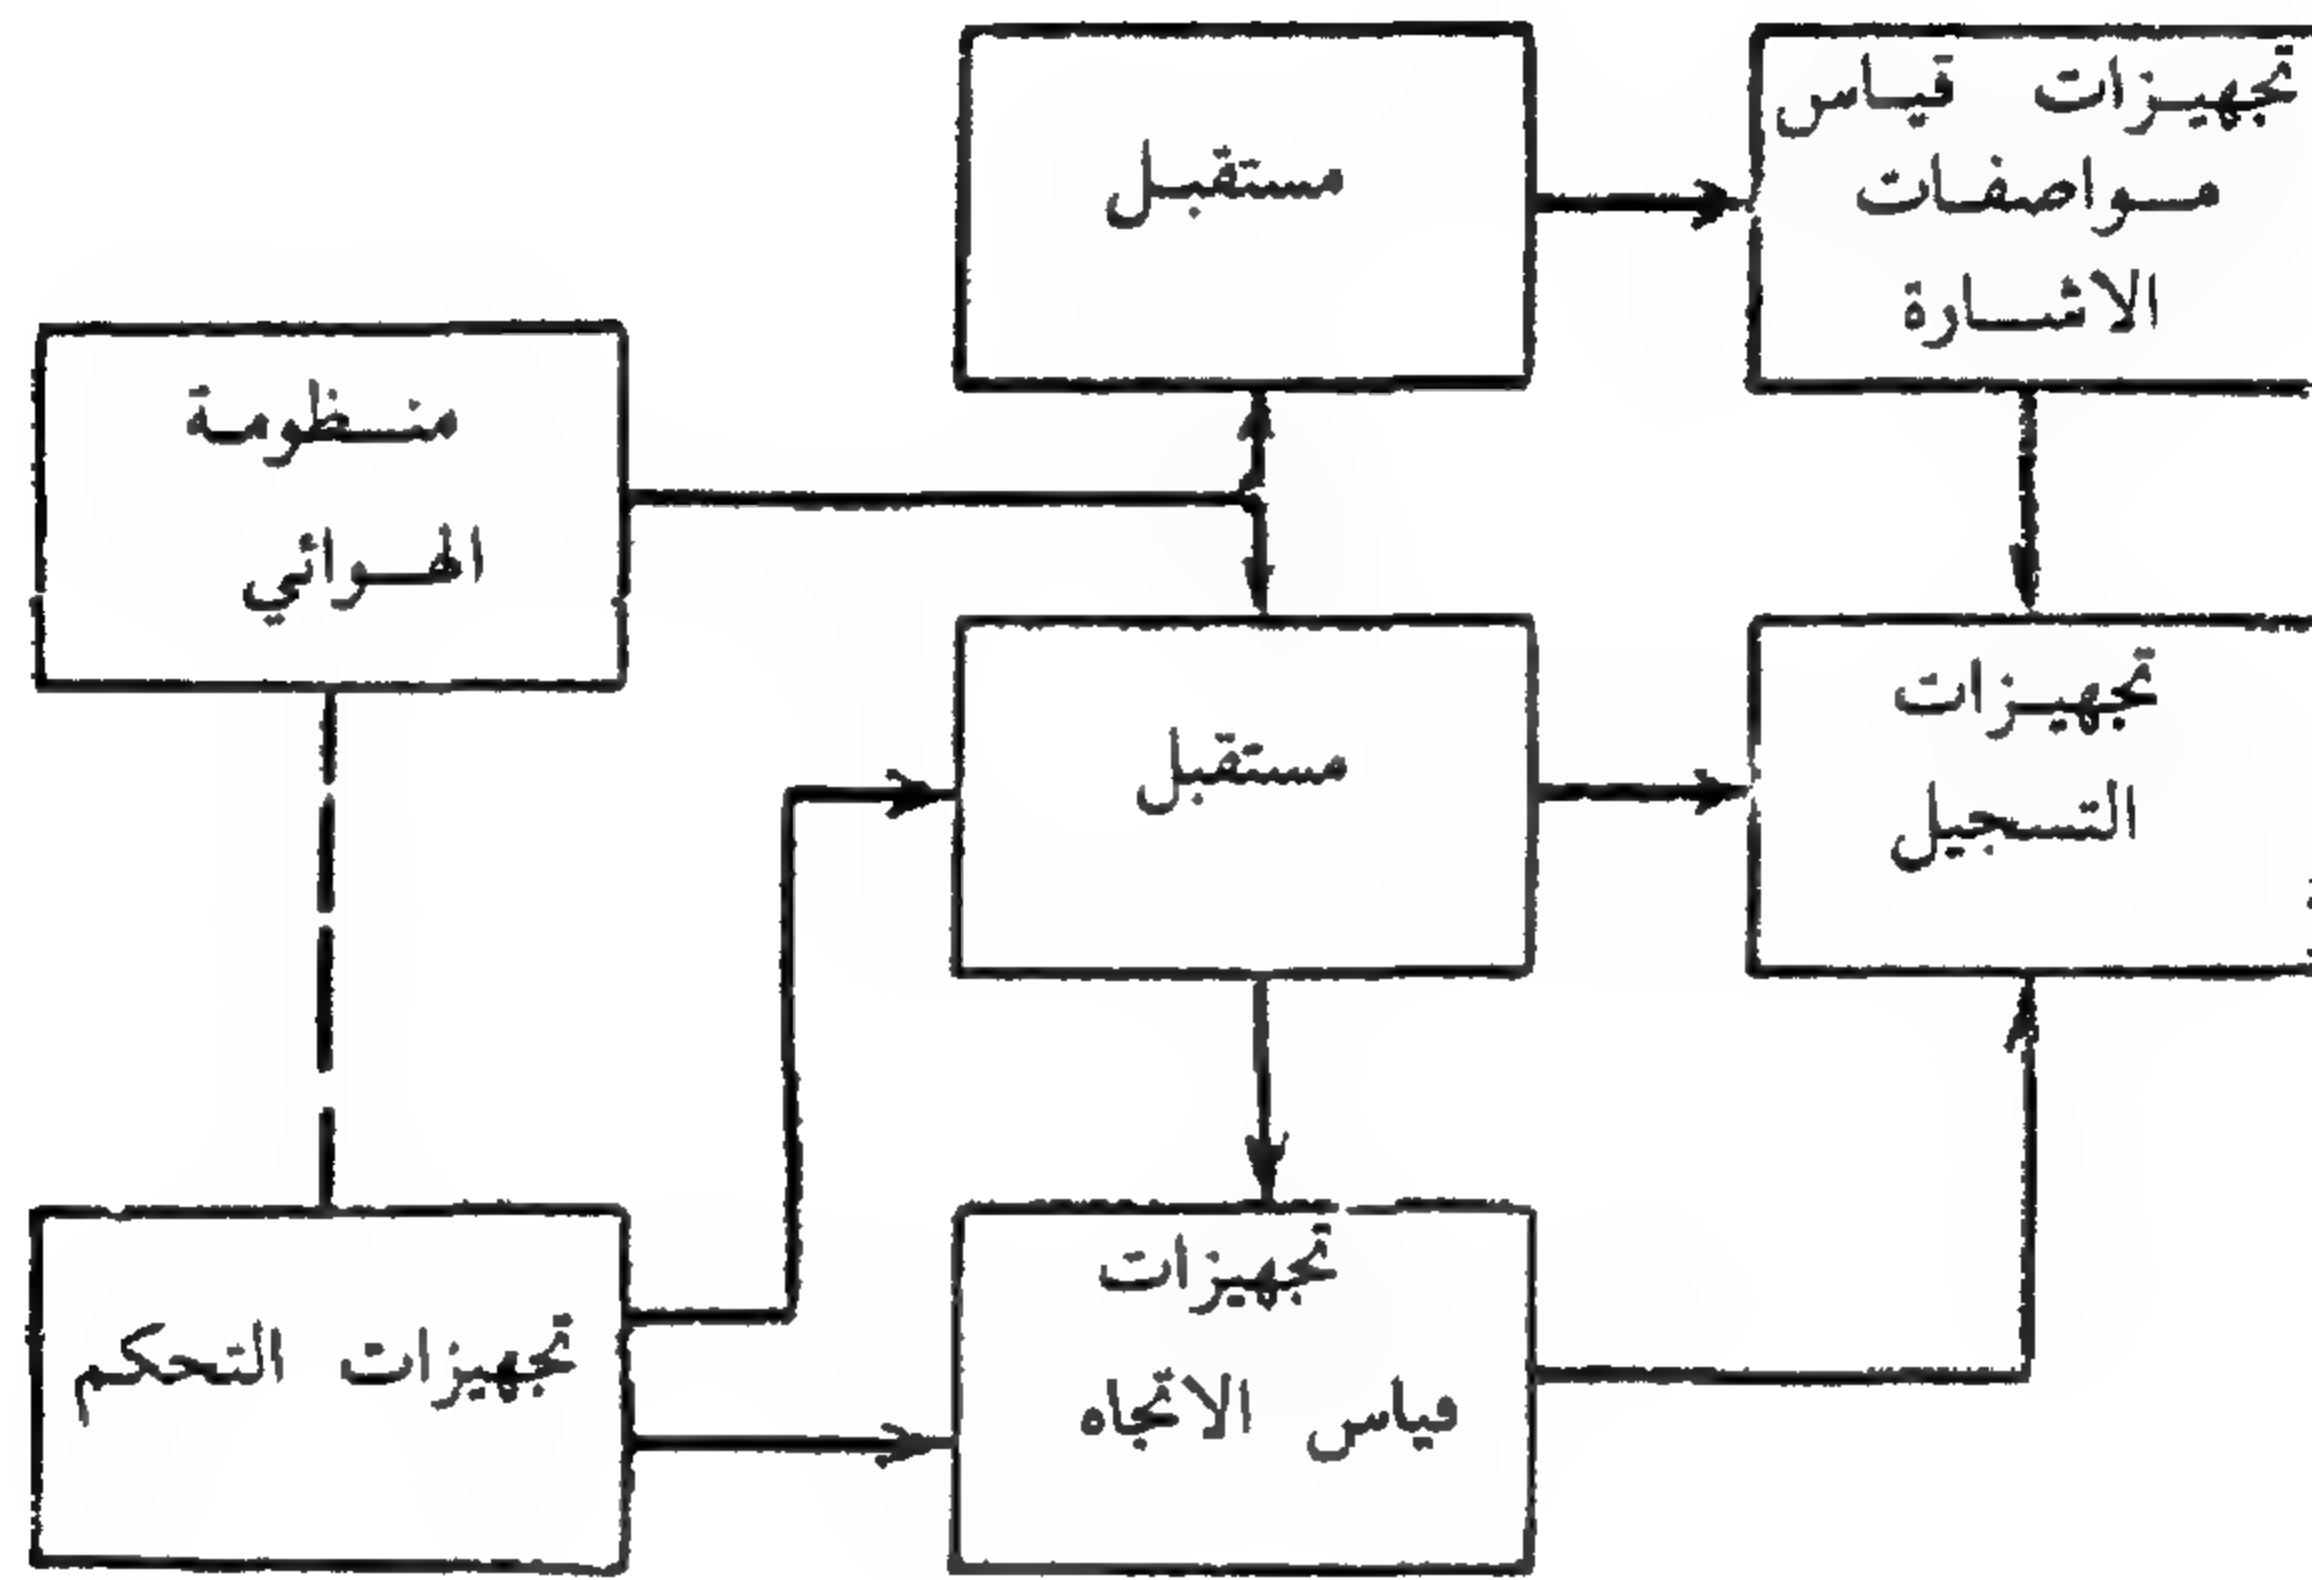 تجهيزات قياس
مواصفات
الاشارة
مستقبل
منظومة
الهوائي
تجهيزات
التسجيل
مستقبل
تجهيزات
قياس الاتجاه
تجهيزات التحكم